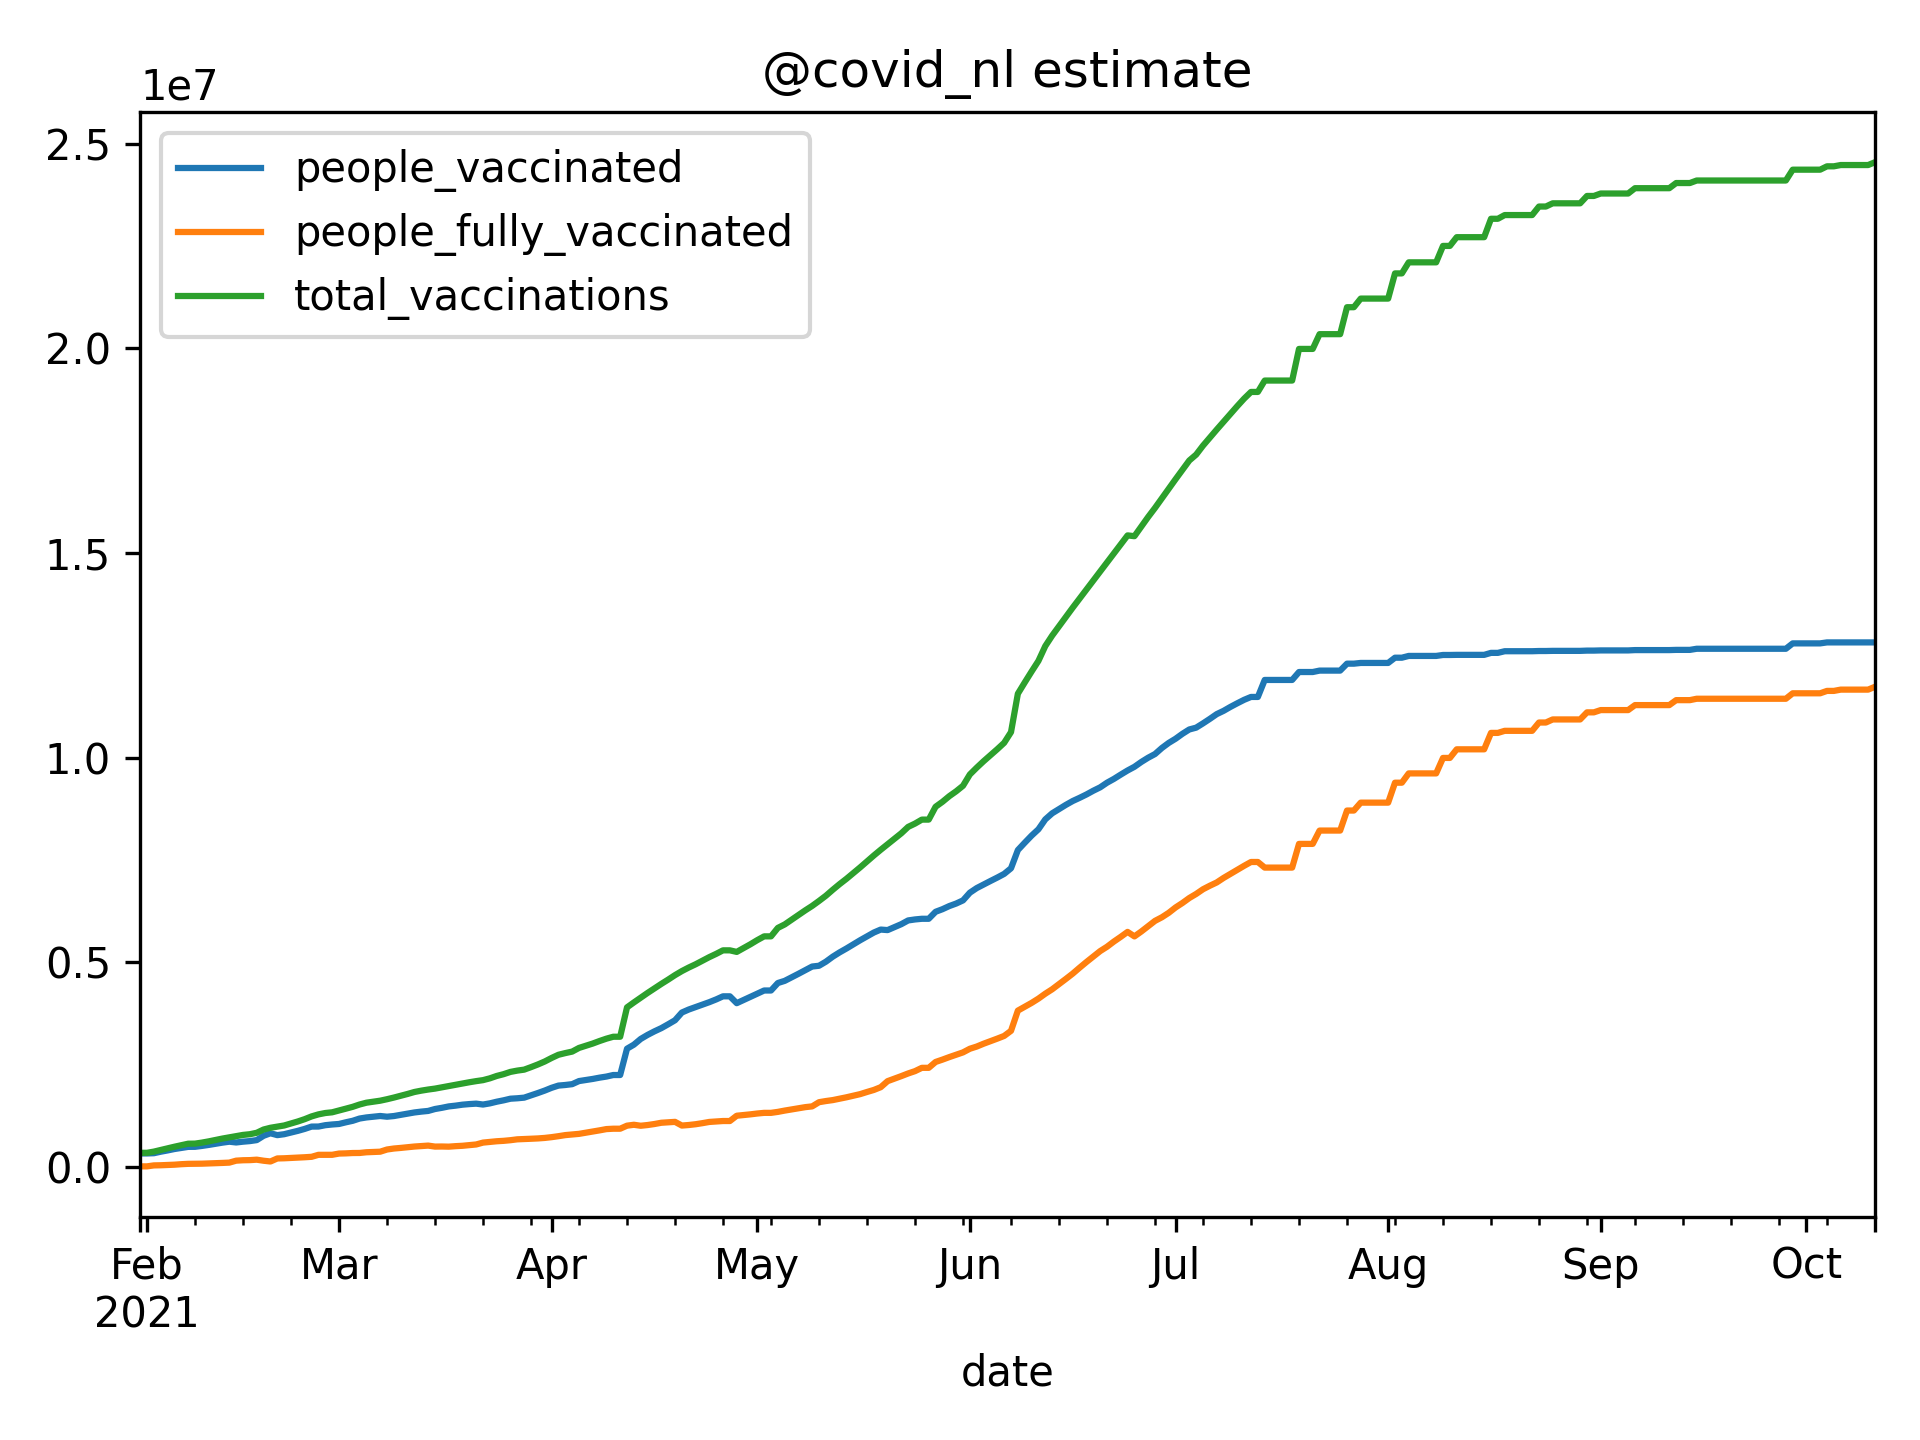 @covid_nl estimate
1e7
2.5
2.0
1.5
1.0
0.5
0.0
people_vaccinated
people_fully_vaccinated
total_vaccinations
Feb Mar Apr May Jun Jul Aug Sep Oct
2021
date